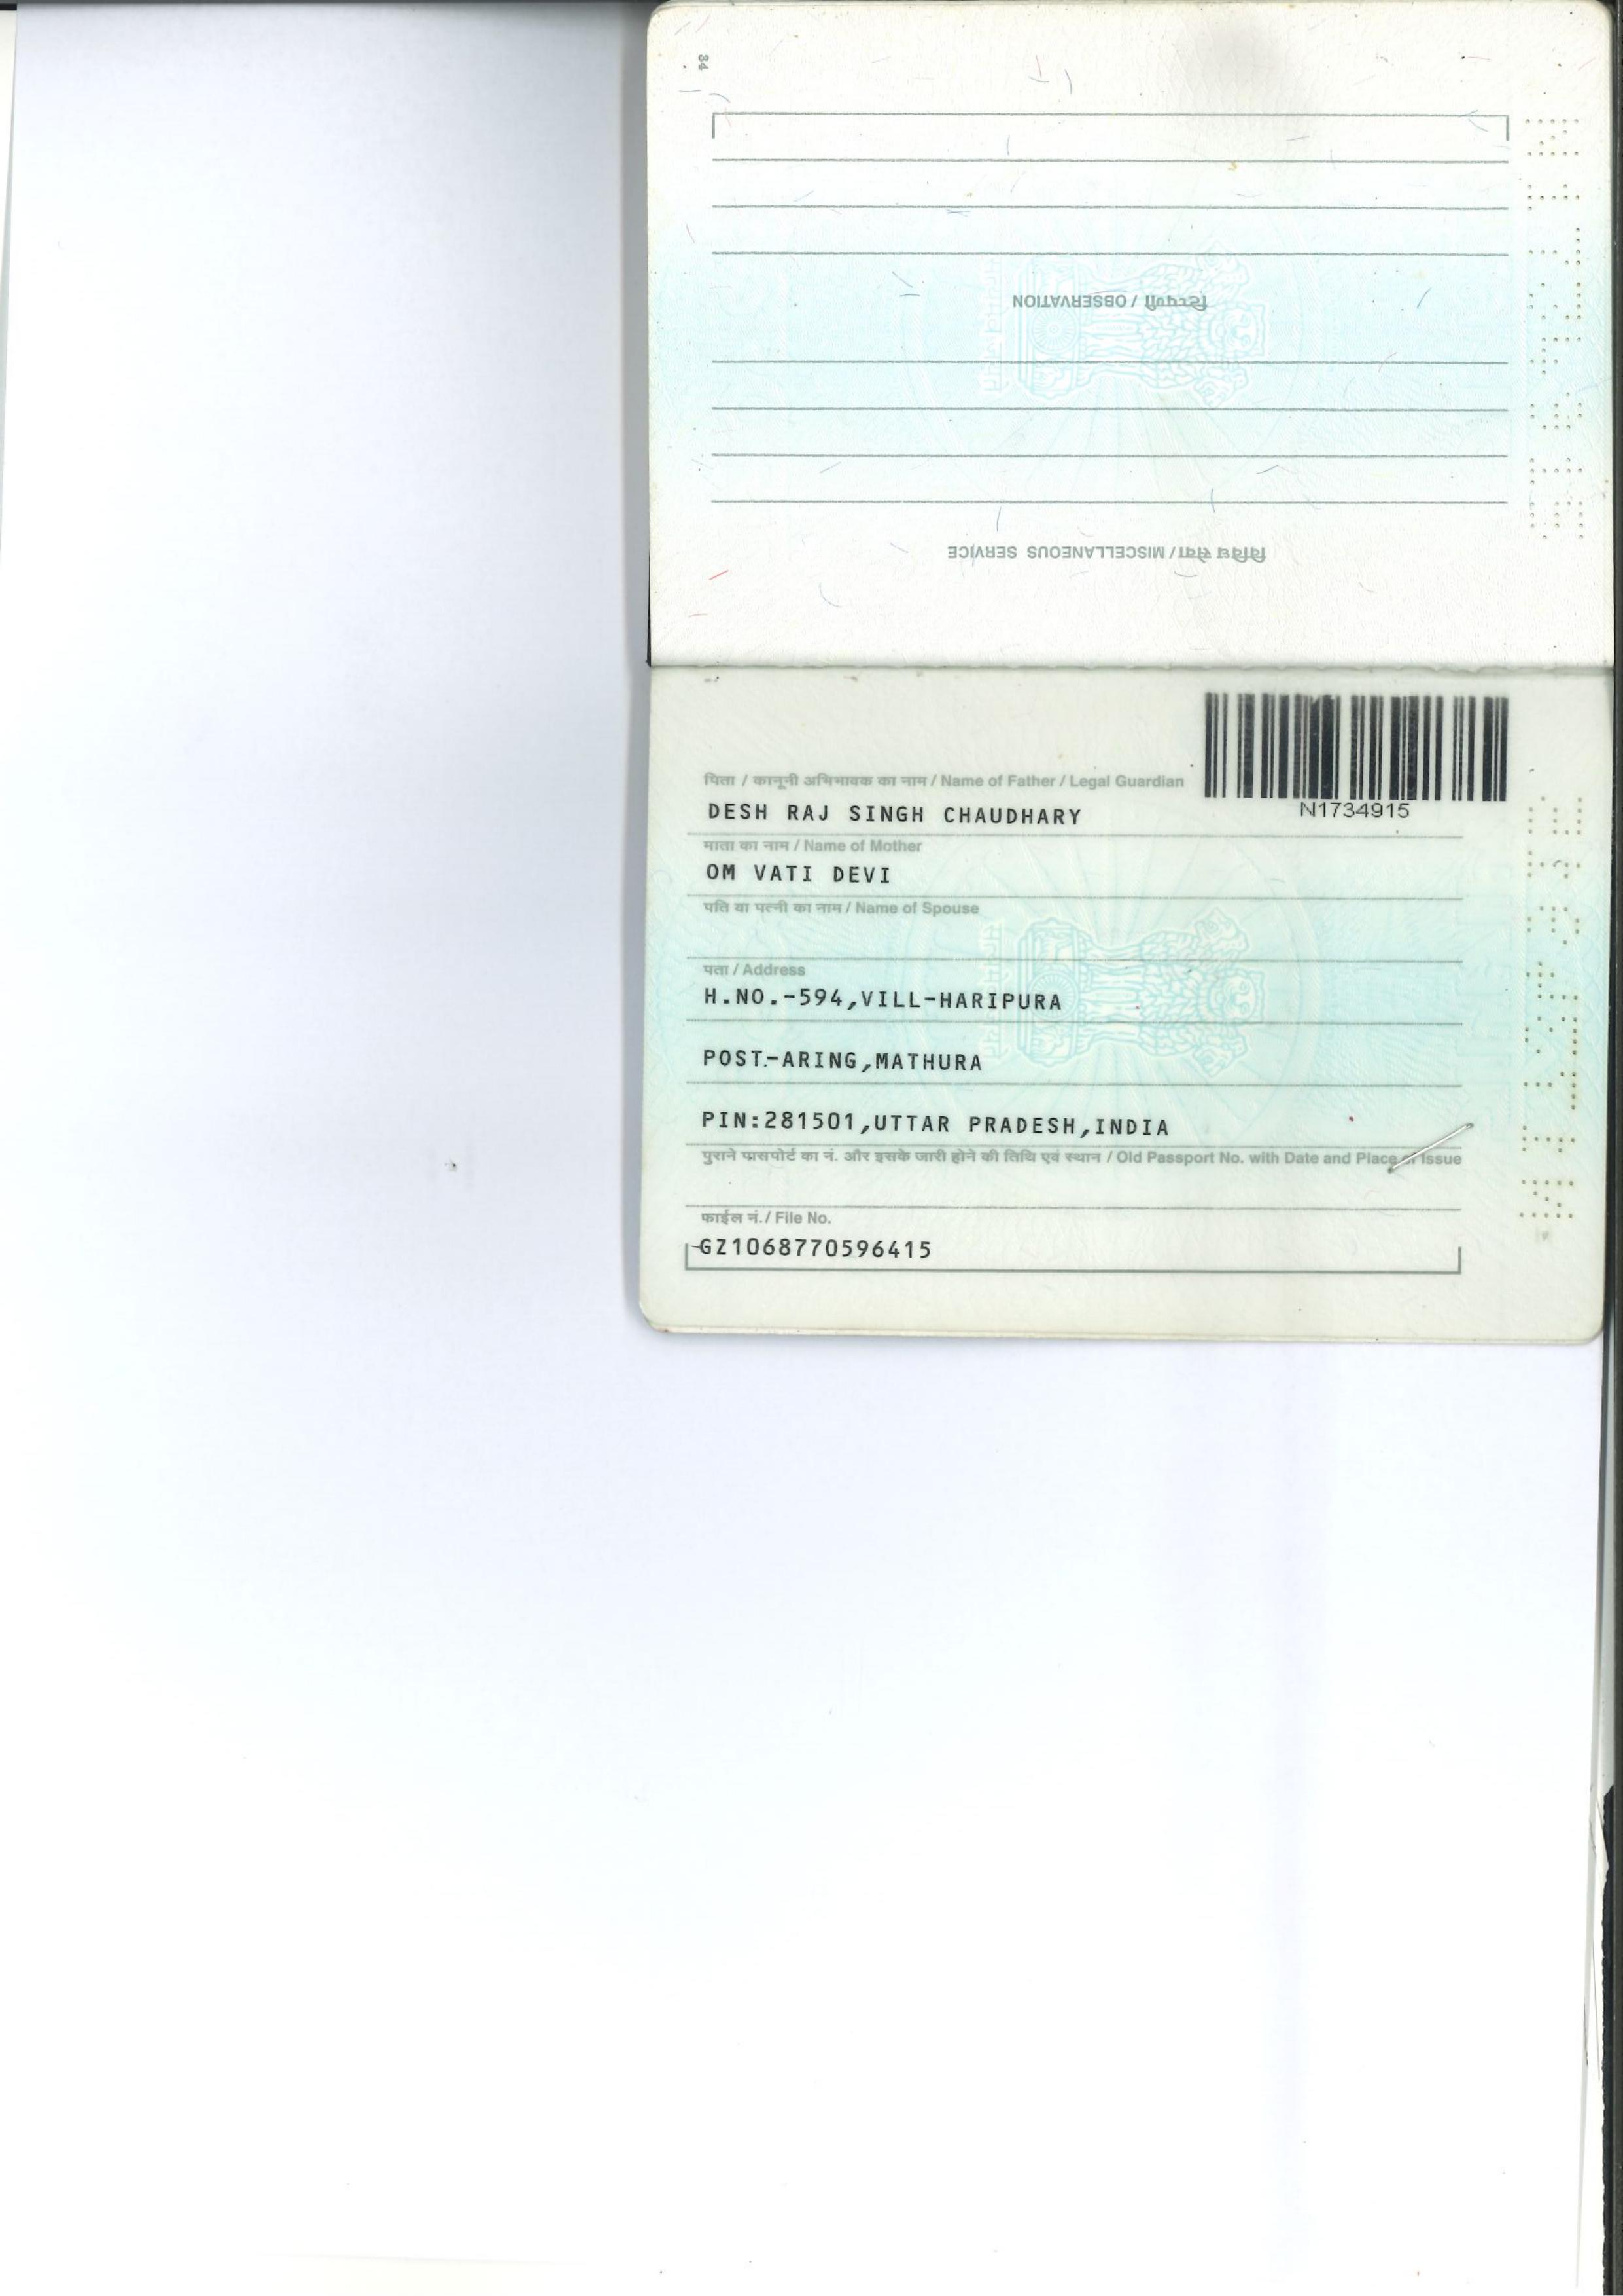 34
टिप्पणी / OBSERVATION
विविध सेवा / MISCELLANEOUS SERVICE
पिता / कानूनी अभिभावक का नाम / Name of Father / Legal Guardian
DESH RAJ SINGH CHAUDHARY
N1734915
माता का नाम / Name of Mother
OM VATI DEVI
पति या पत्नी का नाम / Name of Spouse
पता / Address
H.NO.-594,VILL-HARIPURA
POST-ARING,MATHURA
PIN:281501,UTTAR PRADESH,INDIA
पुराने पासपोर्ट का नं. और इसके जारी होने की तिथि एवं स्थान / Old Passport No. with Date and Place of Issue
फाईल नं./ File No.
GZ1068770596415